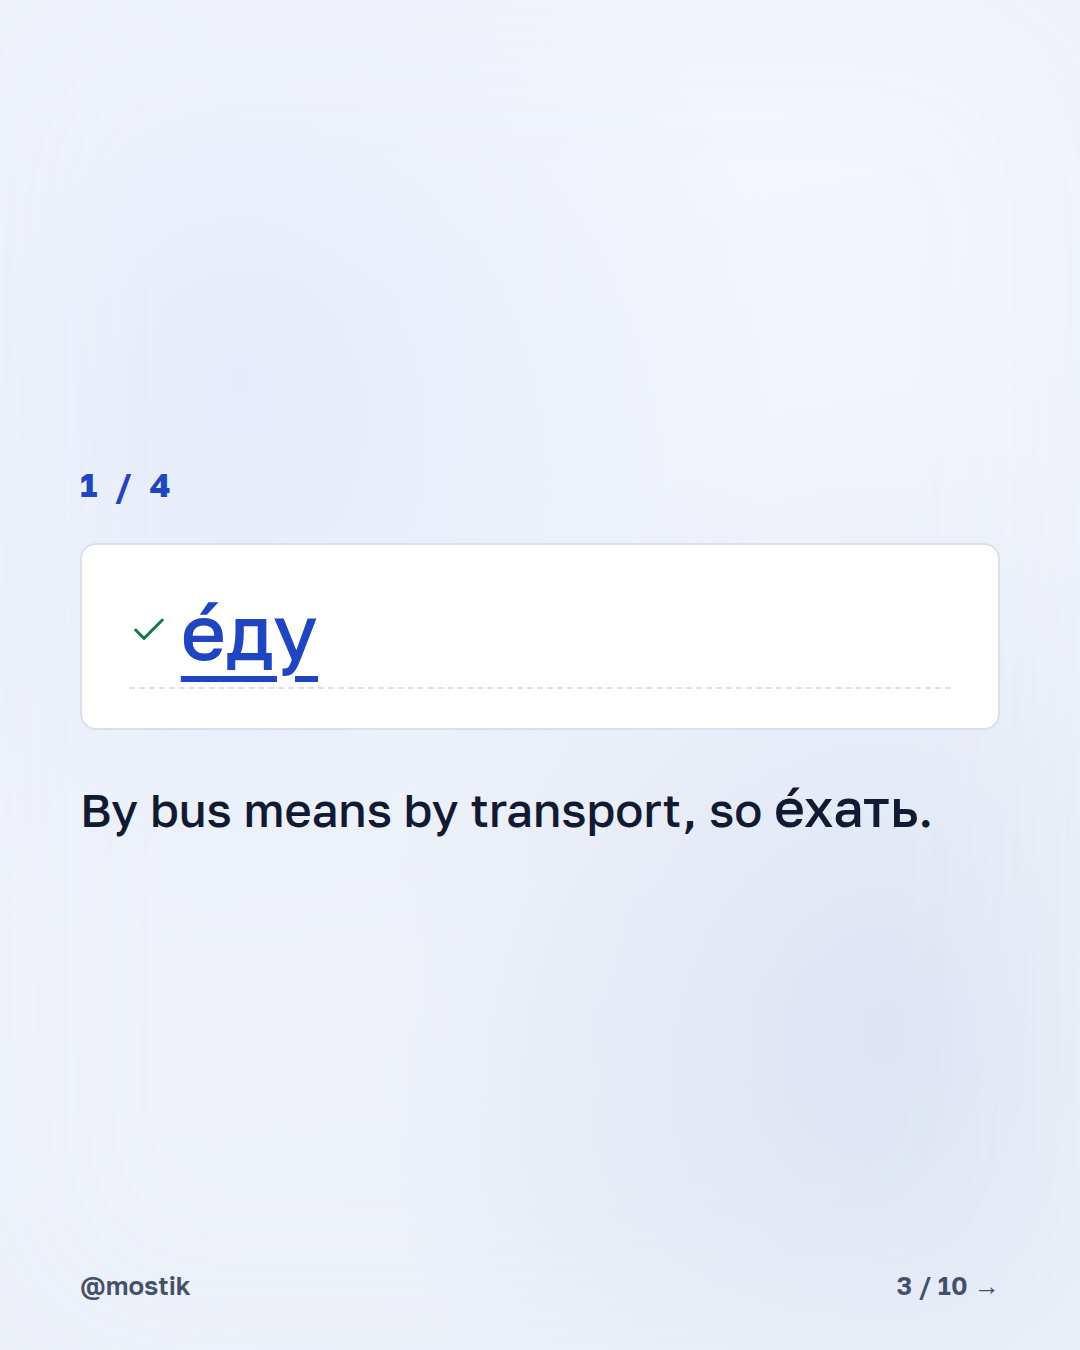 1 / 4
éду
By bus means by transport, so éхать.
@mostik
3 / 10 →